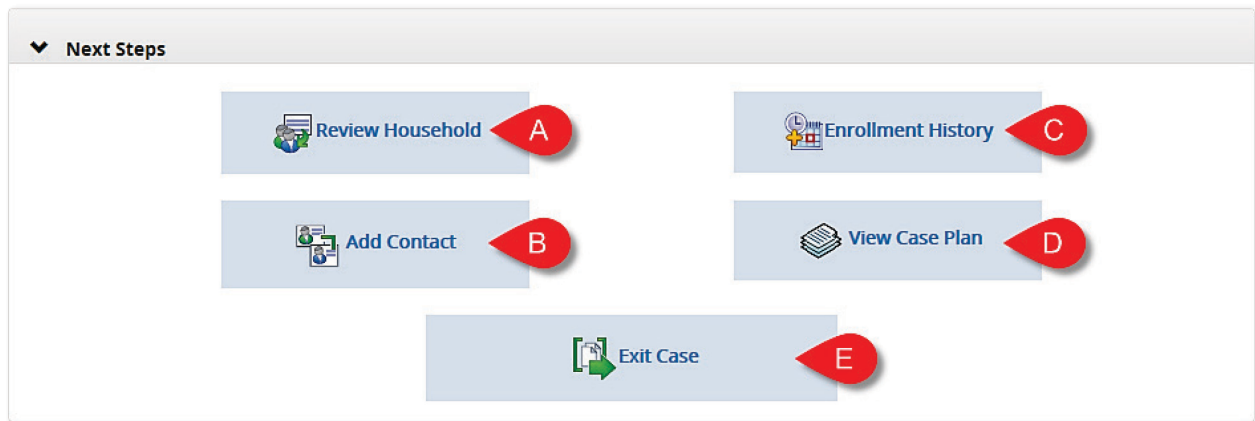 Next Steps
Review Household A
Enrollment History C
Add Contact B
View Case Plan D
Exit Case E